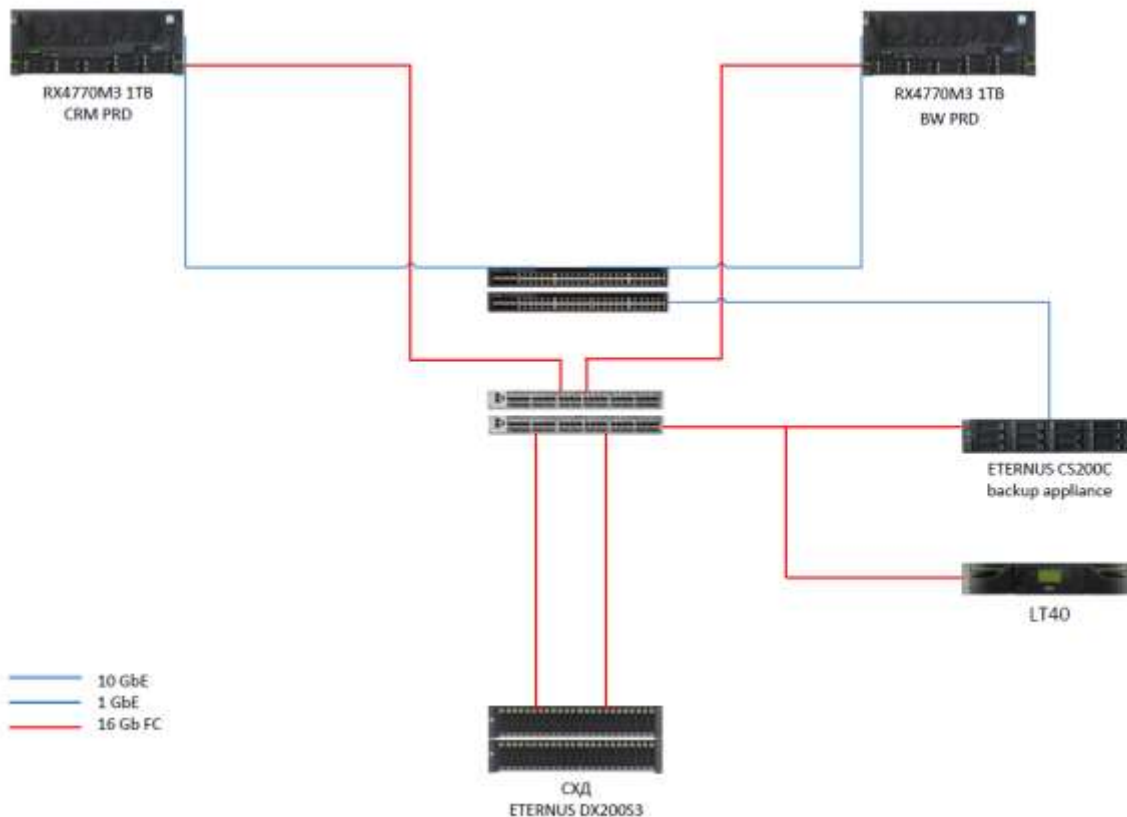 RX4770M3 1TB
CRM PRD
RX4770M3 1TB
BW PRD
ETERNUS CS200C
backup appliance
LT40
10 GbE
1 GbE
16 Gb FC
СХД
ETERNUS DX200S3